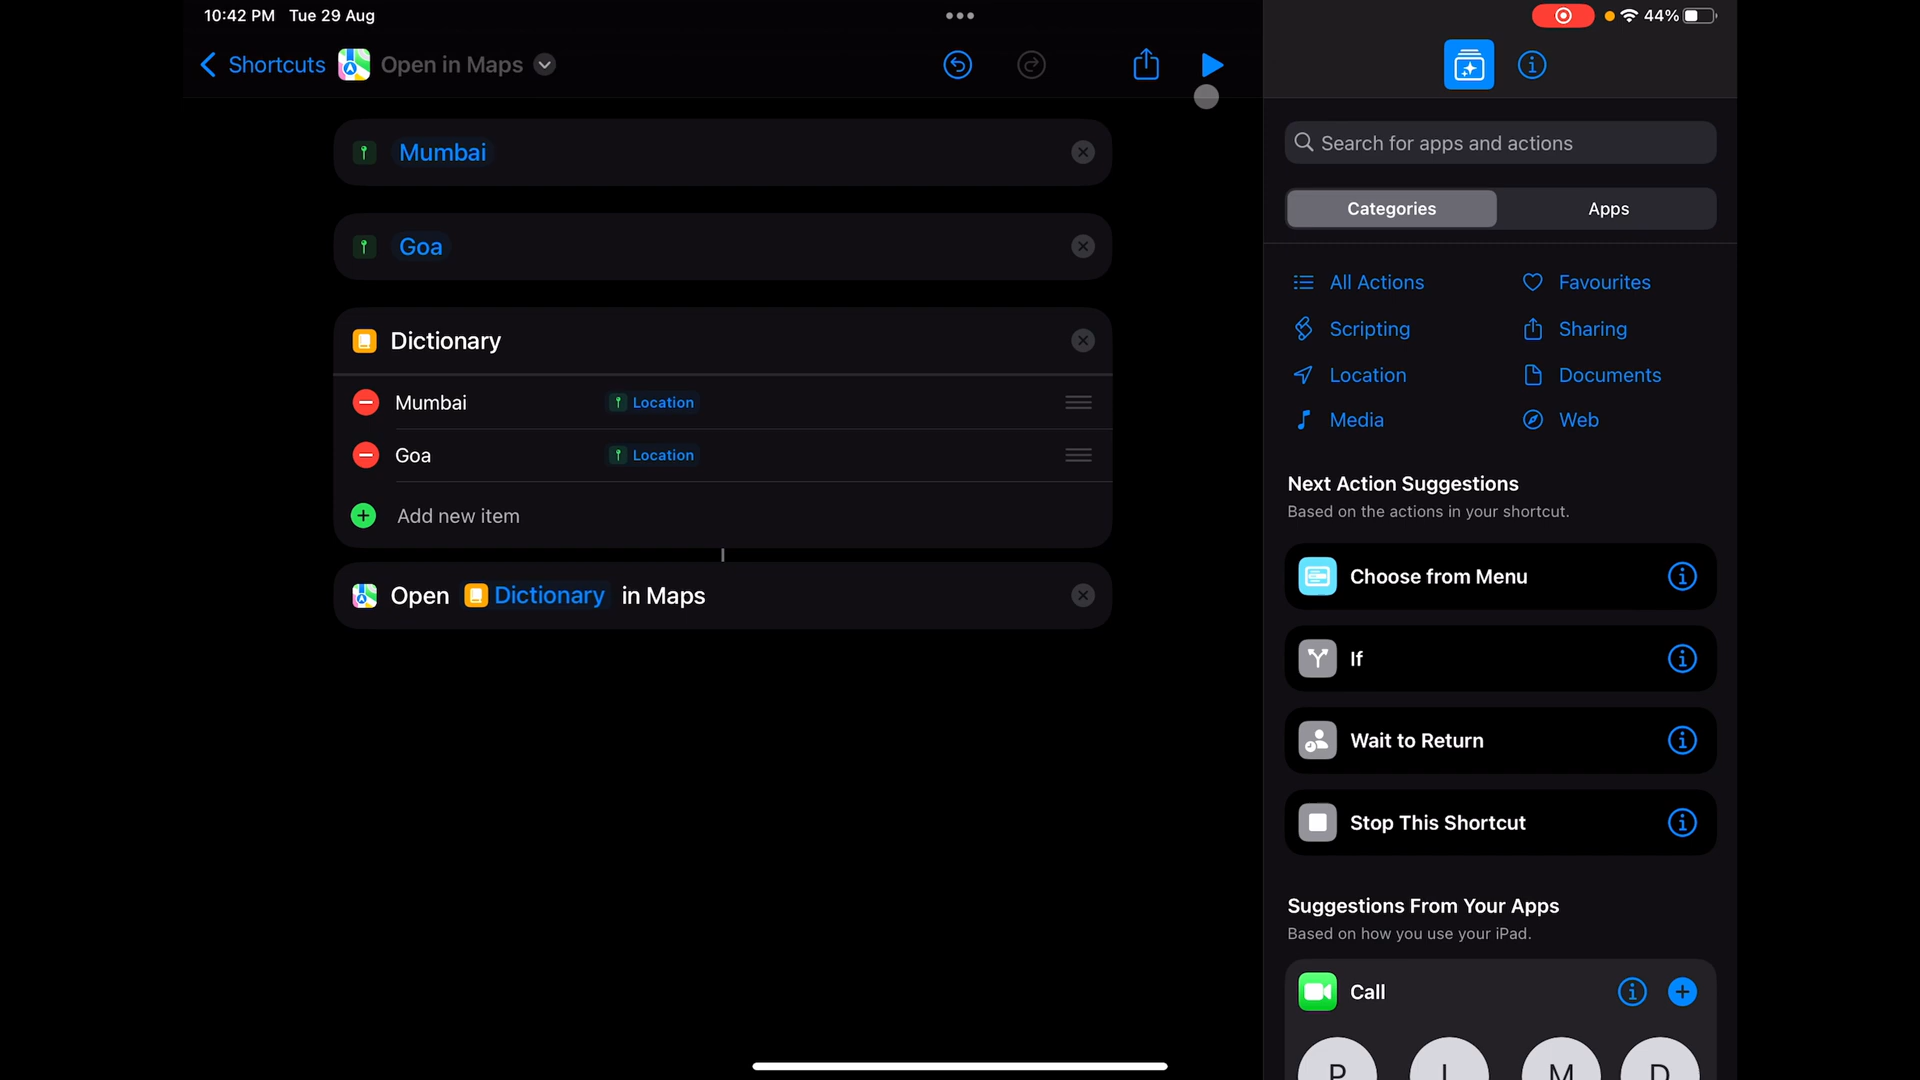 10:42 PM Tue 29 Aug
44%
Shortcuts Open in Maps
Mumbai
Goa
Dictionary
Mumbai Location
Goa Location
Add new item
Open Dictionary in Maps
Search for apps and actions
Categories Apps
All Actions Favourites
Scripting Sharing
Location Documents
Media Web
Next Action Suggestions
Based on the actions in your shortcut.
Choose from Menu
If
Wait to Return
Stop This Shortcut
Suggestions From Your Apps
Based on how you use your iPad.
Call
M D